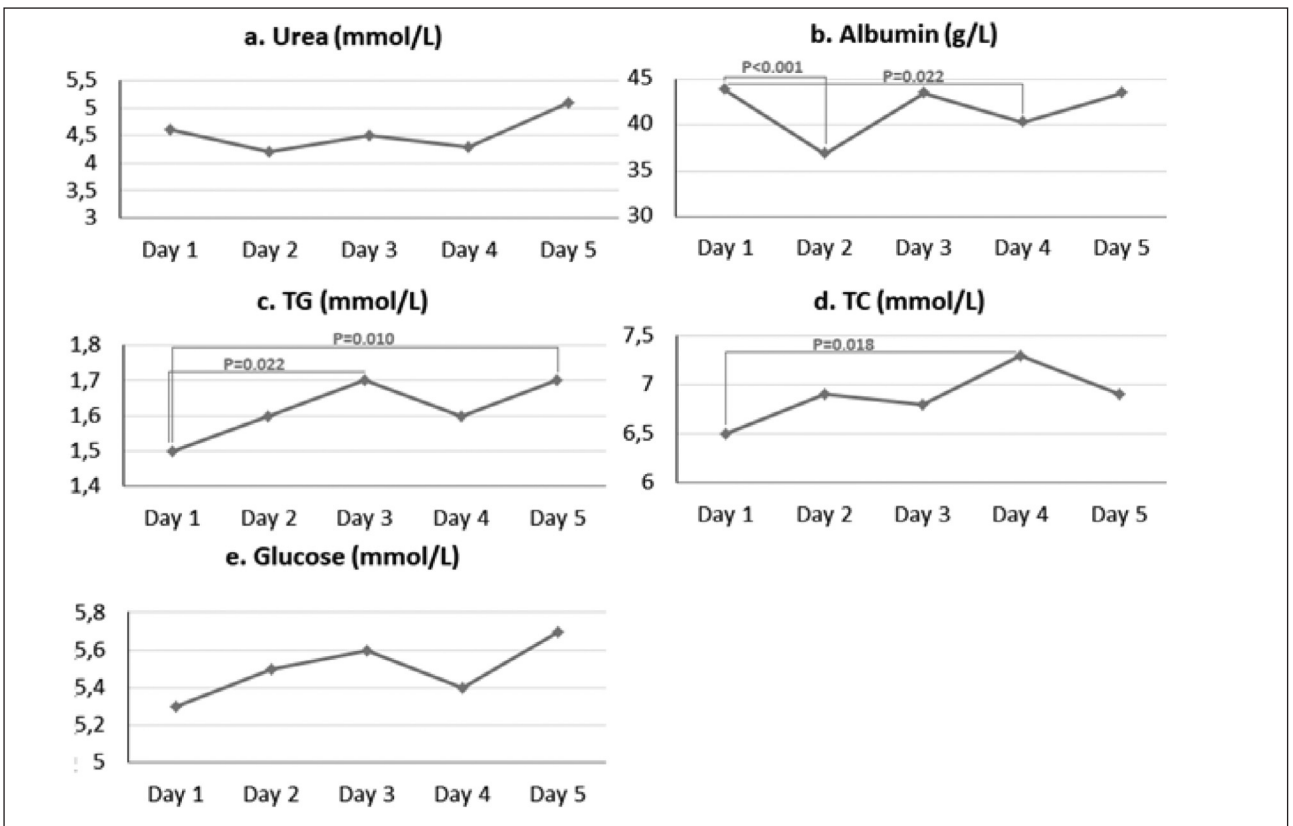 a. Urea (mmol/L)
5,5
5
4,5
4
3,5
3
Day 1 Day 2 Day 3 Day 4 Day 5
b. Albumin (g/L)
P<0.001
P=0.022
45
40
35
30
Day 1 Day 2 Day 3 Day 4 Day 5
c. TG (mmol/L)
P=0.010
P=0.022
1,8
1,7
1,6
1,5
1,4
Day 1 Day 2 Day 3 Day 4 Day 5
d. TC (mmol/L)
P=0.018
7,5
7
6,5
6
Day 1 Day 2 Day 3 Day 4 Day 5
e. Glucose (mmol/L)
5,8
5,6
5,4
5,2
5
Day 1 Day 2 Day 3 Day 4 Day 5